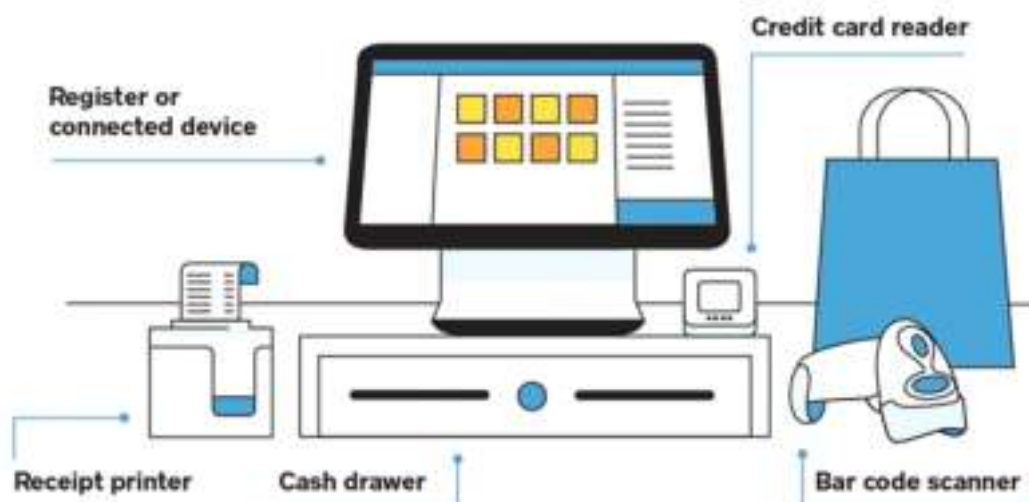 Credit card reader
Register or
connected device
Receipt printer
Cash drawer
Bar code scanner